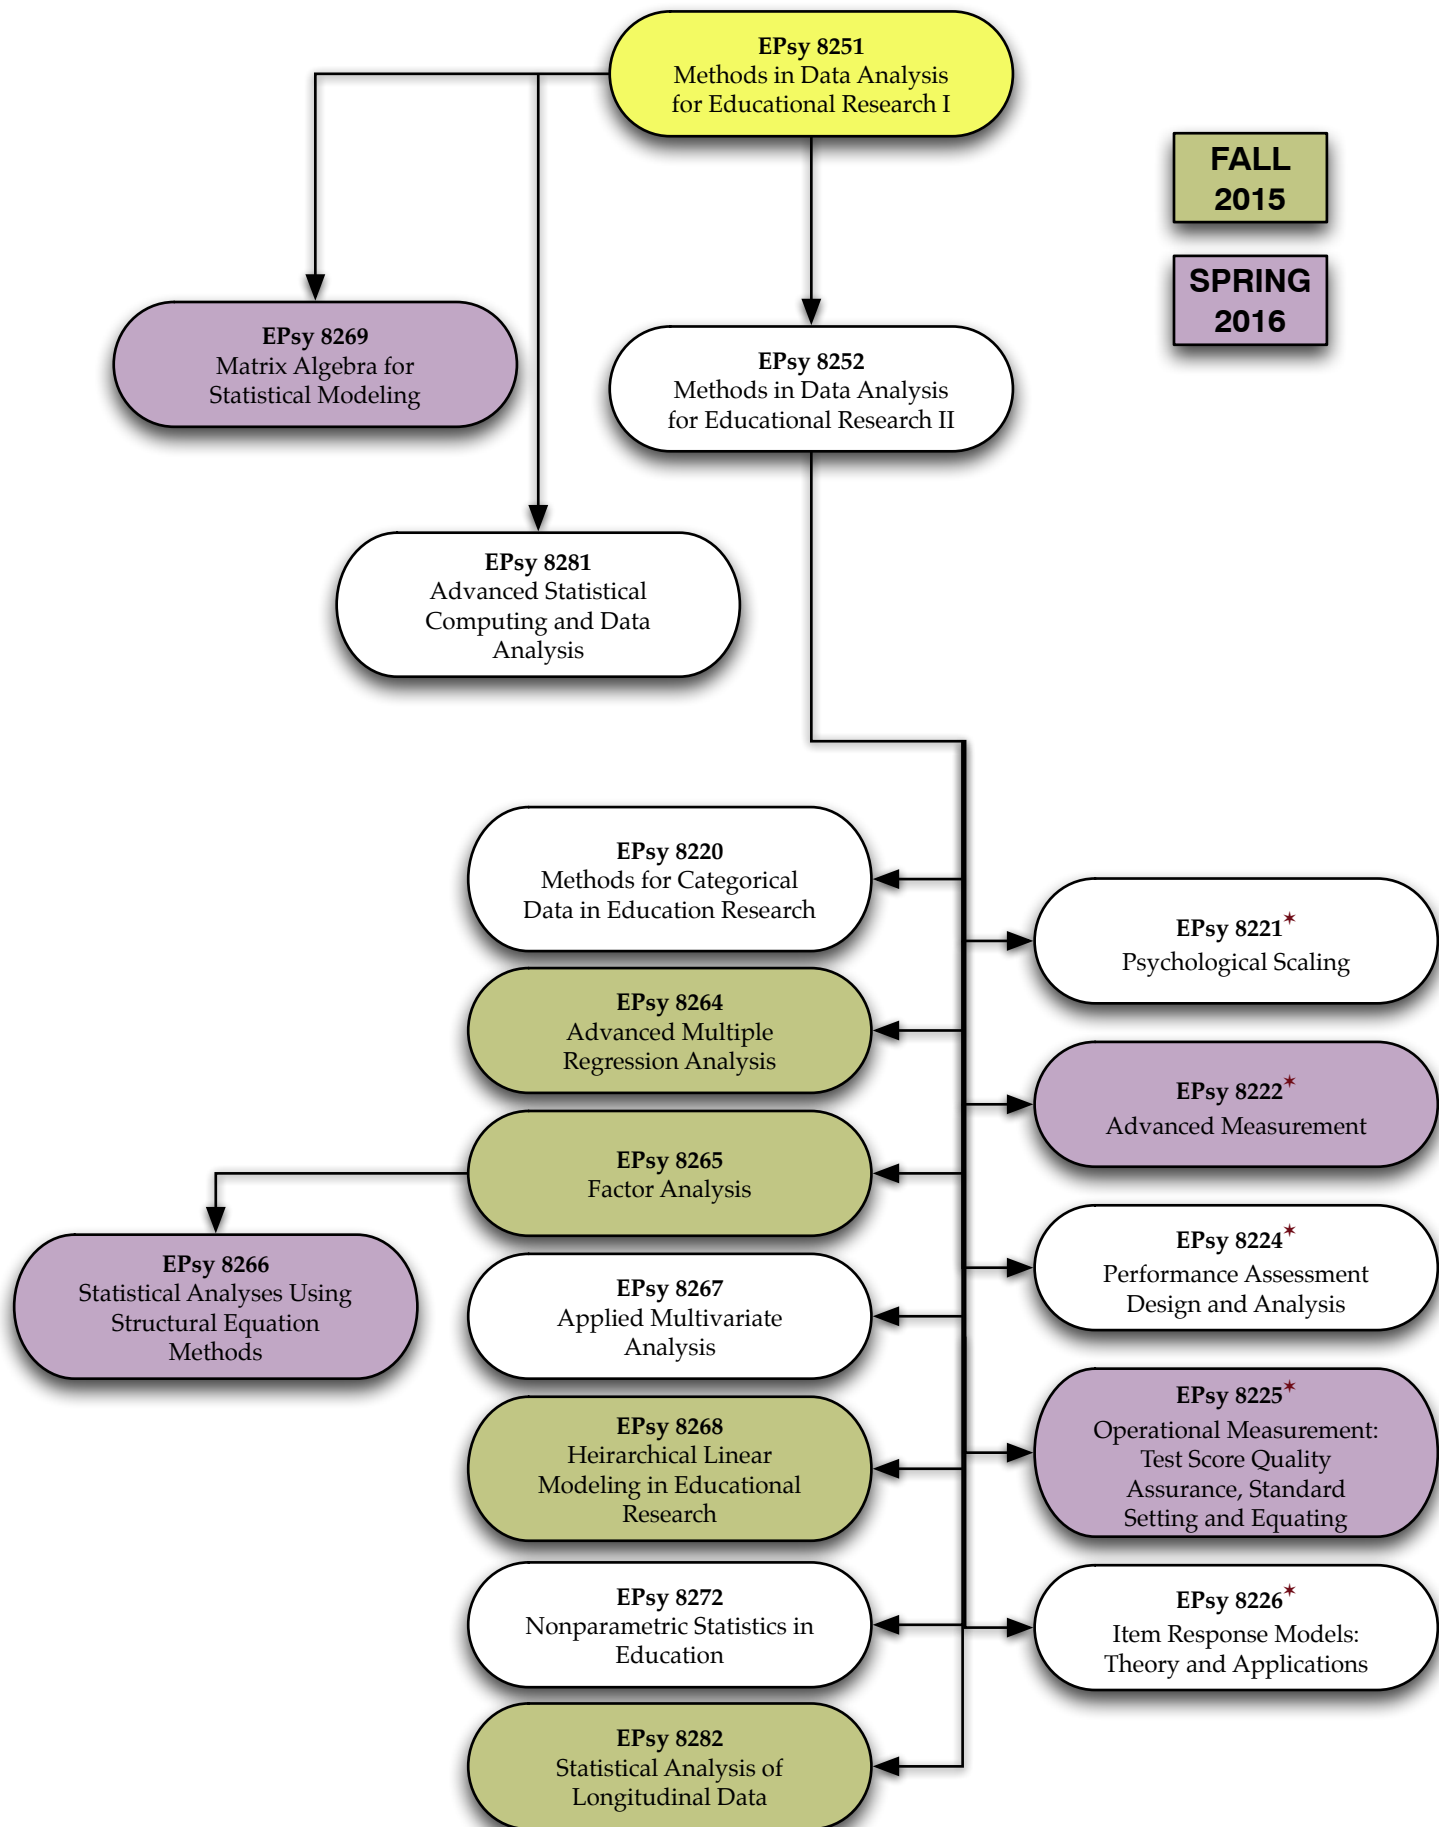 EPsy 8251
Methods in Data Analysis
for Educational Research I
FALL
2015
SPRING
2016
EPsy 8269
Matrix Algebra for
Statistical Modeling
EPsy 8252
Methods in Data Analysis
for Educational Research II
EPsy 8281
Advanced Statistical
Computing and Data
Analysis
EPsy 8220
Methods for Categorical
Data in Education Research
EPsy 8221*
Psychological Scaling
EPsy 8264
Advanced Multiple
Regression Analysis
EPsy 8222*
Advanced Measurement
EPsy 8265
Factor Analysis
EPsy 8224*
Performance Assessment
Design and Analysis
EPsy 8266
Statistical Analyses Using
Structural Equation
Methods
EPsy 8267
Applied Multivariate
Analysis
EPsy 8225*
Operational Measurement:
Test Score Quality
Assurance, Standard
Setting and Equating
EPsy 8268
Heirarchical Linear
Modeling in Educational
Research
EPsy 8272
Nonparametric Statistics in
Education
EPsy 8226*
Item Response Models:
Theory and Applications
EPsy 8282
Statistical Analysis of
Longitudinal Data